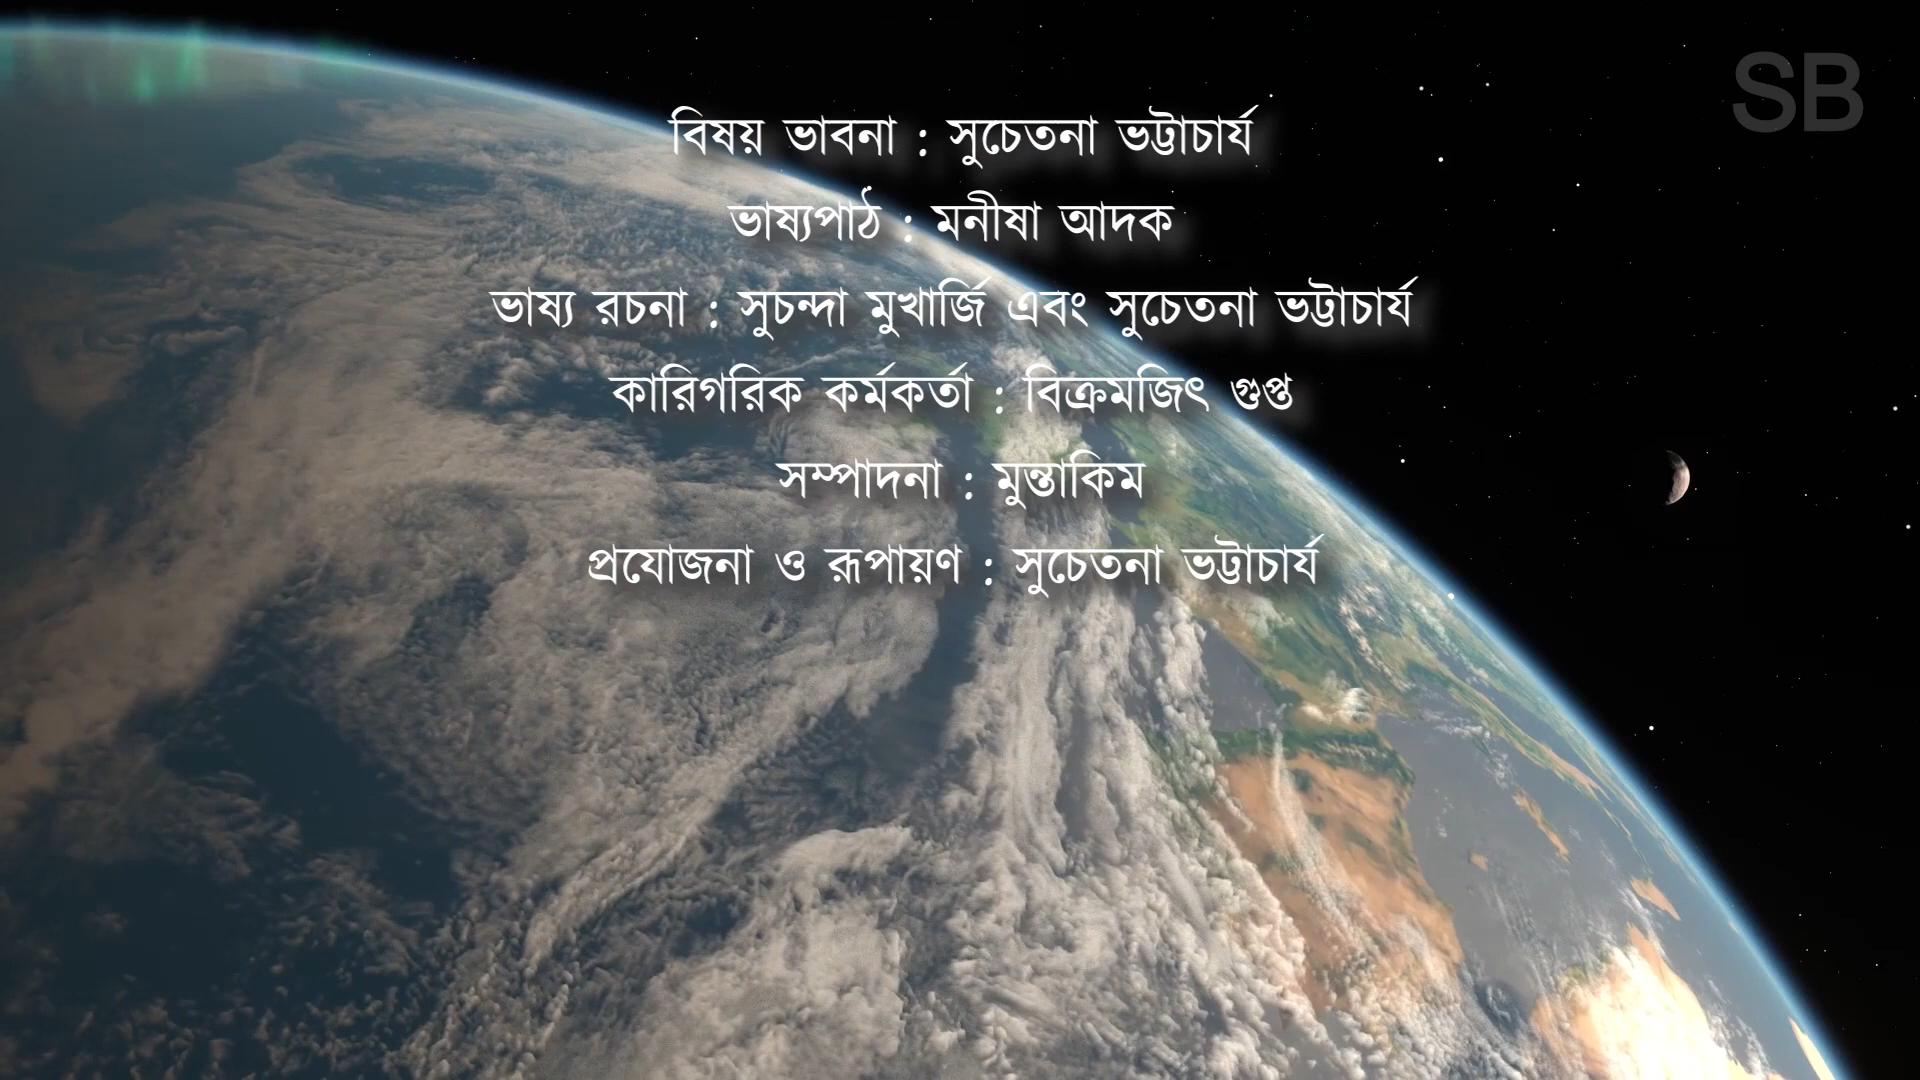 SB
বিষয় ভাবনা : সুচেতনা ভট্টাচার্য
ভাষ্যপাঠ : মনীষা আদক
ভাষ্য রচনা : সুচন্দা মুখার্জি এবং সুচেতনা ভট্টাচার্য
কারিগরিক কর্মকর্তা : বিক্রমজিৎ গুপ্ত
সম্পাদনা : মুন্তাকিম
প্রযোজনা ও রূপায়ণ : সুচেতনা ভট্টাচার্য